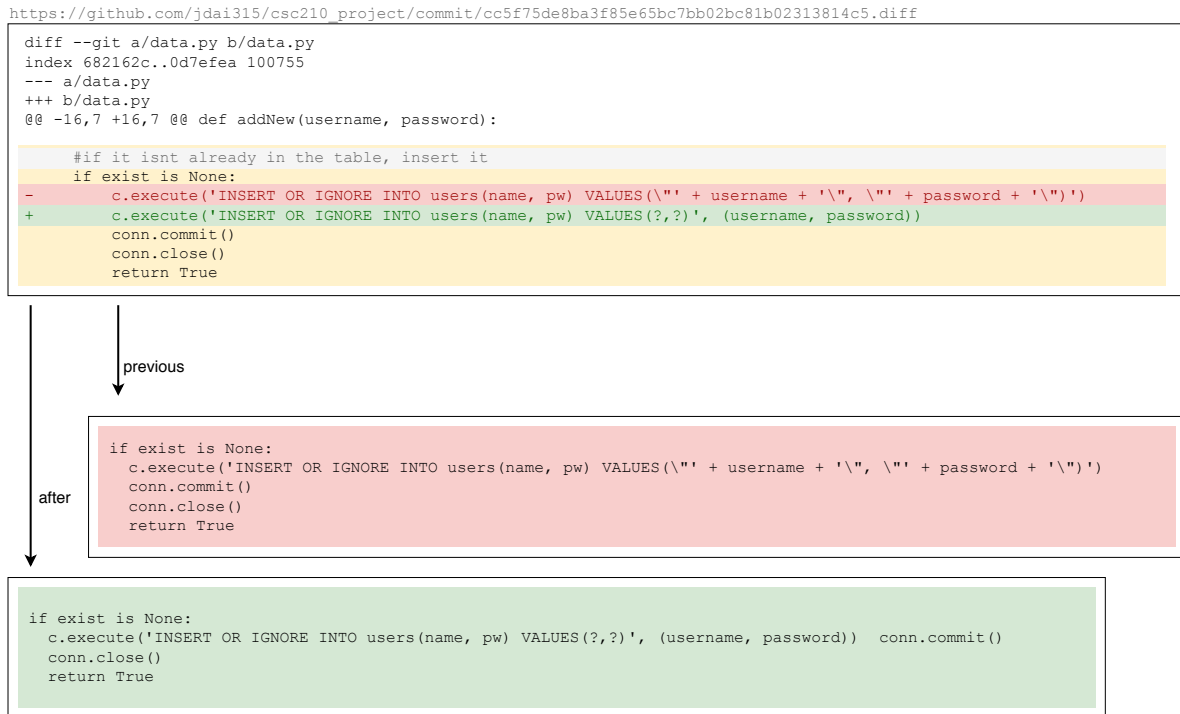 https://github.com/jdai315/csc210_project/commit/cc5f75de8ba3f85e65bc7bb02bc81b02313814c5.diff
diff --git a/data.py b/data.py
index 682162c..0d7efea 100755
--- a/data.py
+++ b/data.py
@@ -16,7 +16,7 @@ def addNew(username, password):
#if it isnt already in the table, insert it
if exist is None:
-        c.execute('INSERT OR IGNORE INTO users(name, pw) VALUES(\"' + username + '\", \"' + password + '\")')
+        c.execute('INSERT OR IGNORE INTO users(name, pw) VALUES(?,?)', (username, password))
conn.commit()
conn.close()
return True
previous
if exist is None:
c.execute('INSERT OR IGNORE INTO users(name, pw) VALUES(\"' + username + '\", \"' + password + '\")')
conn.commit()
conn.close()
return True
after
if exist is None:
c.execute('INSERT OR IGNORE INTO users(name, pw) VALUES(?,?)', (username, password))  conn.commit()
conn.close()
return True